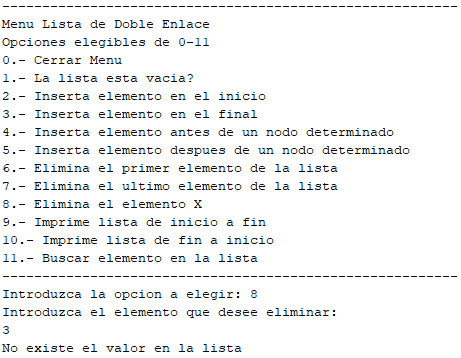 ---------------------------------------------------------
Menu Lista de Doble Enlace
Opciones elegibles de 0-11
0.- Cerrar Menu
1.- La lista esta vacia?
2.- Inserta elemento en el inicio
3.- Inserta elemento en el final
4.- Inserta elemento antes de un nodo determinado
5.- Inserta elemento despues de un nodo determinado
6.- Elimina el primer elemento de la lista
7.- Elimina el ultimo elemento de la lista
8.- Elimina el elemento X
9.- Imprime lista de inicio a fin
10.- Imprime lista de fin a inicio
11.- Buscar elemento en la lista
---------------------------------------------------------
Introduzca la opcion a elegir: 8
Introduzca el elemento que desee eliminar:
3
No existe el valor en la lista